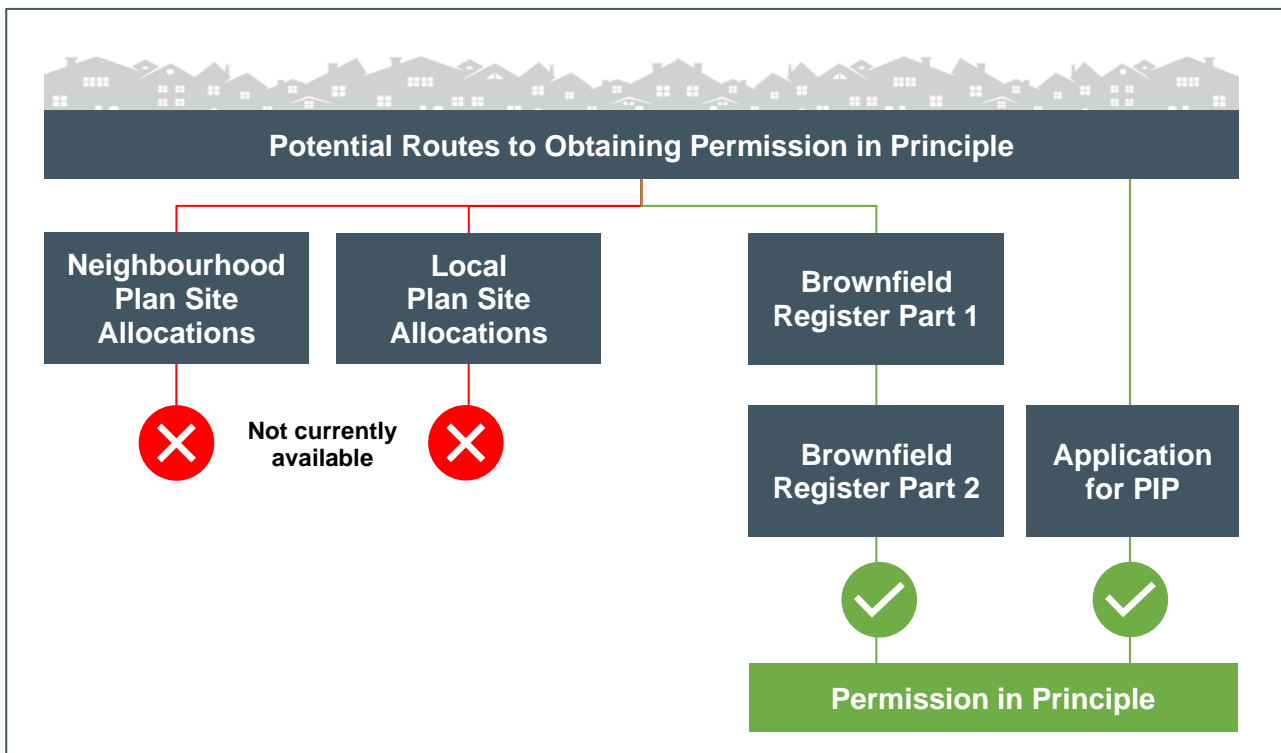 Potential Routes to Obtaining Permission in Principle
Neighbourhood
Plan Site
Allocations
Local
Plan Site
Allocations
Brownfield
Register Part 1
Not currently
available
Brownfield
Register Part 2
Application
for PIP
Permission in Principle